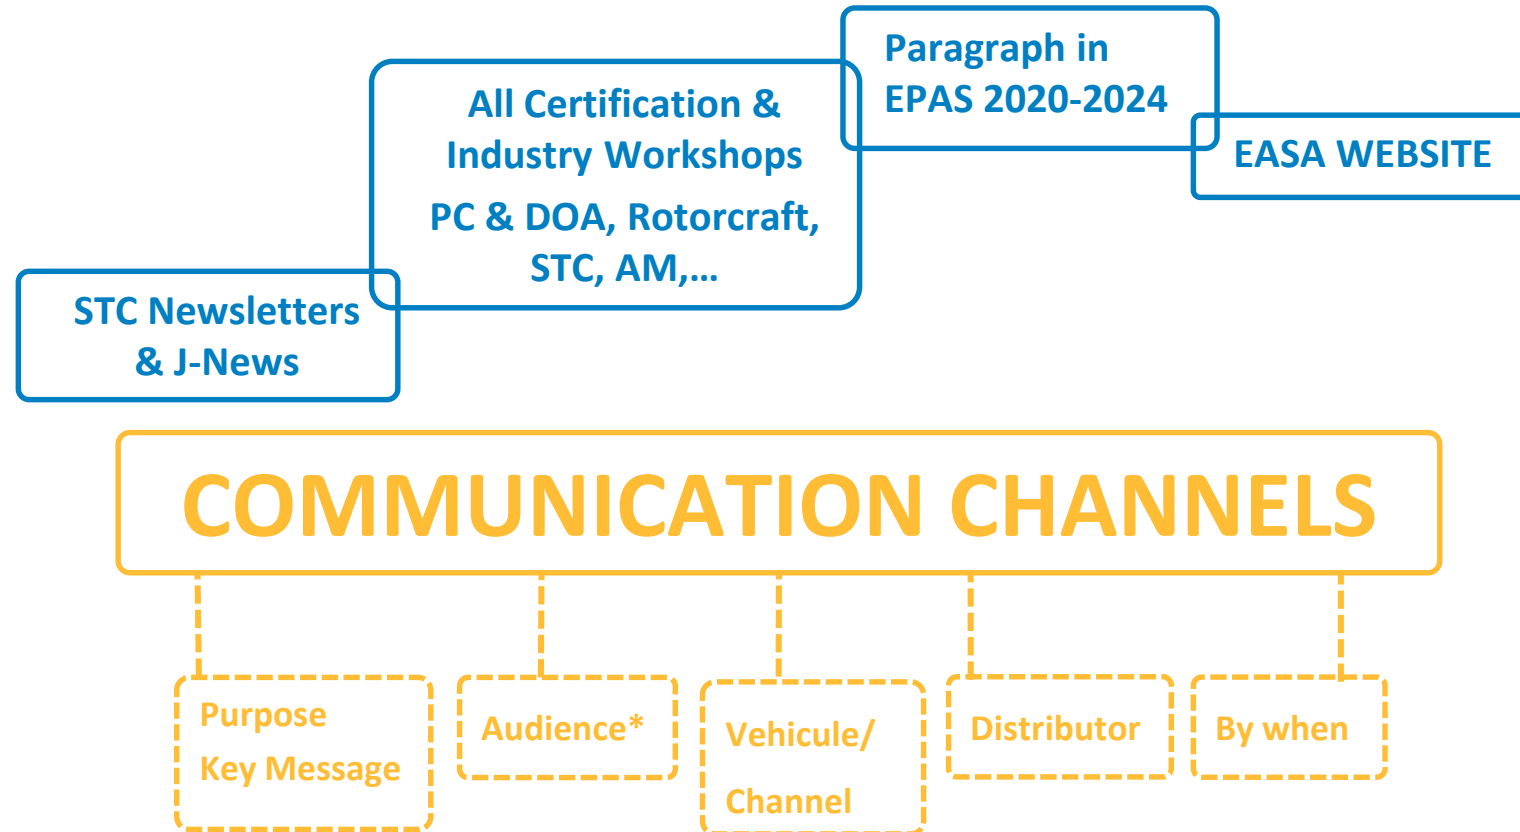 Paragraph in
EPAS 2020-2024
All Certification &
Industry Workshops
PC & DOA, Rotorcraft,
STC, AM,...
EASA WEBSITE
STC Newsletters
& J-News
COMMUNICATION CHANNELS
Purpose
Key Message
Audience*
Vehicule/
Channel
Distributor
By when